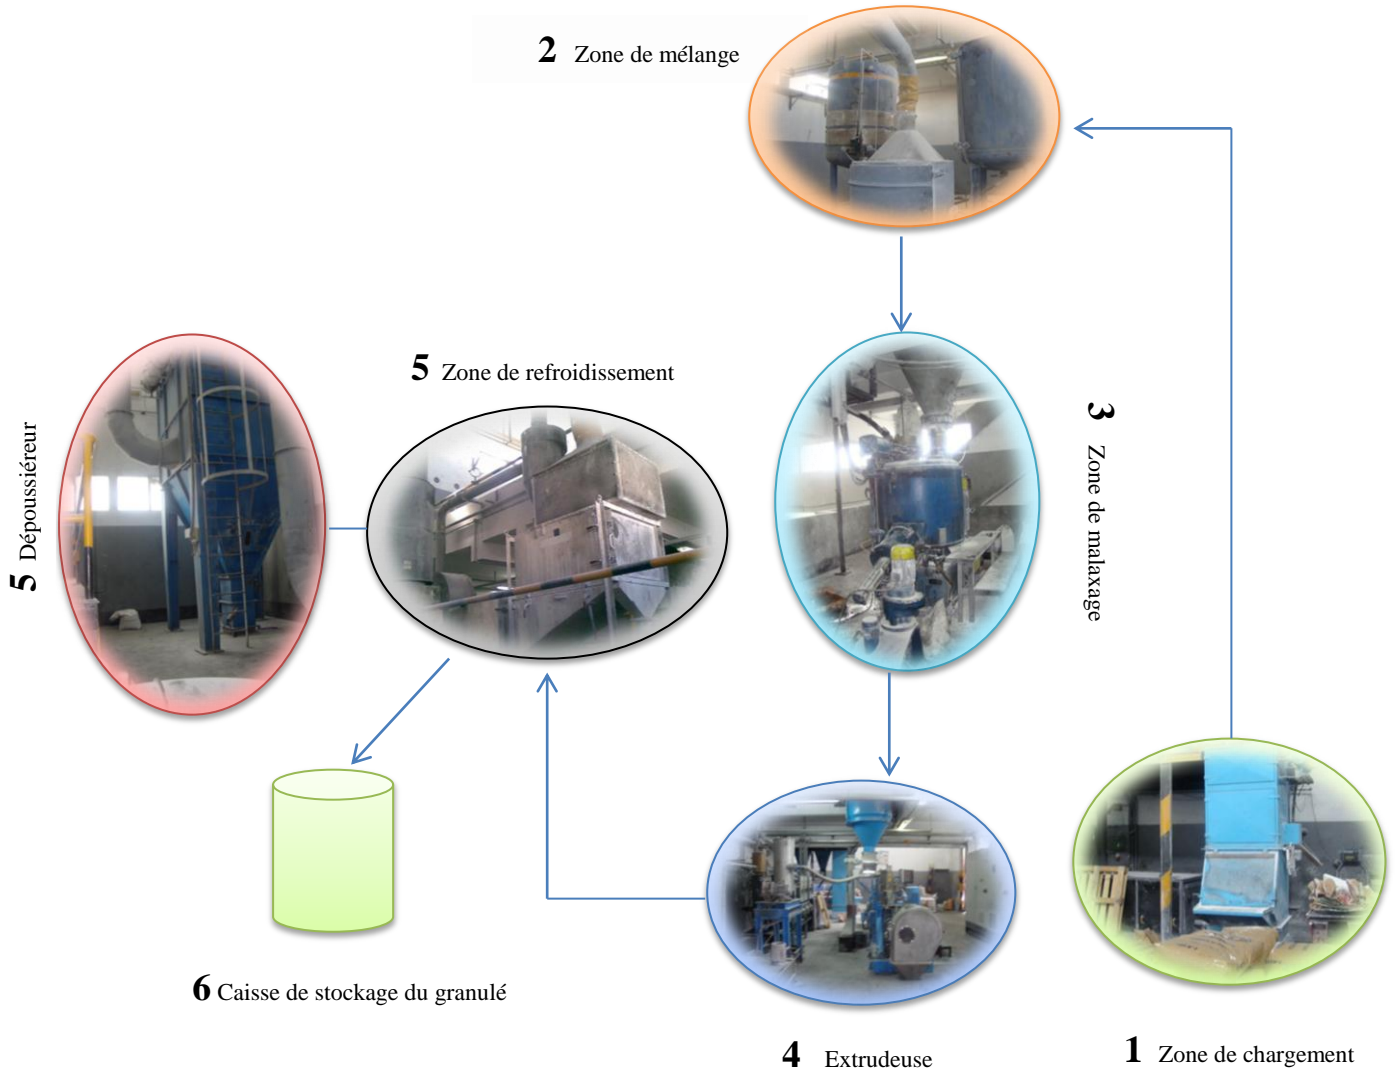 2 Zone de mélange
5 Zone de refroidissement
5 Dépoussiéreur
3 Zone de malaxage
6 Caisse de stockage du granulé
4 Extrudeuse
1 Zone de chargement